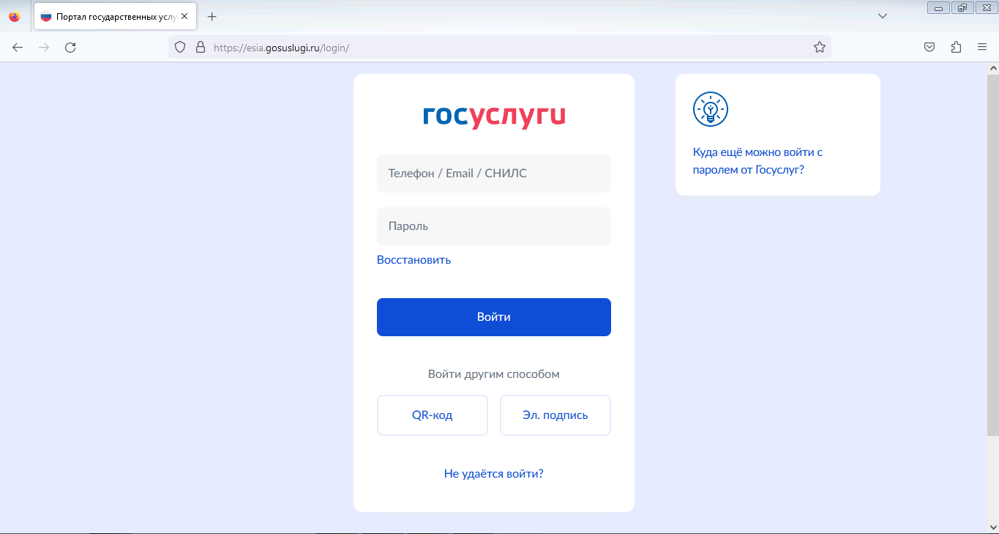 Портал государственных услу
https://esia.gosuslugi.ru/login/
госуслуги
Телефон / Email / СНИЛС
Пароль
Восстановить
Войти
Войти другим способом
QR-код
Эл. подпись
Не удаётся войти?
Куда ещё можно войти с
паролем от Госуслуг?